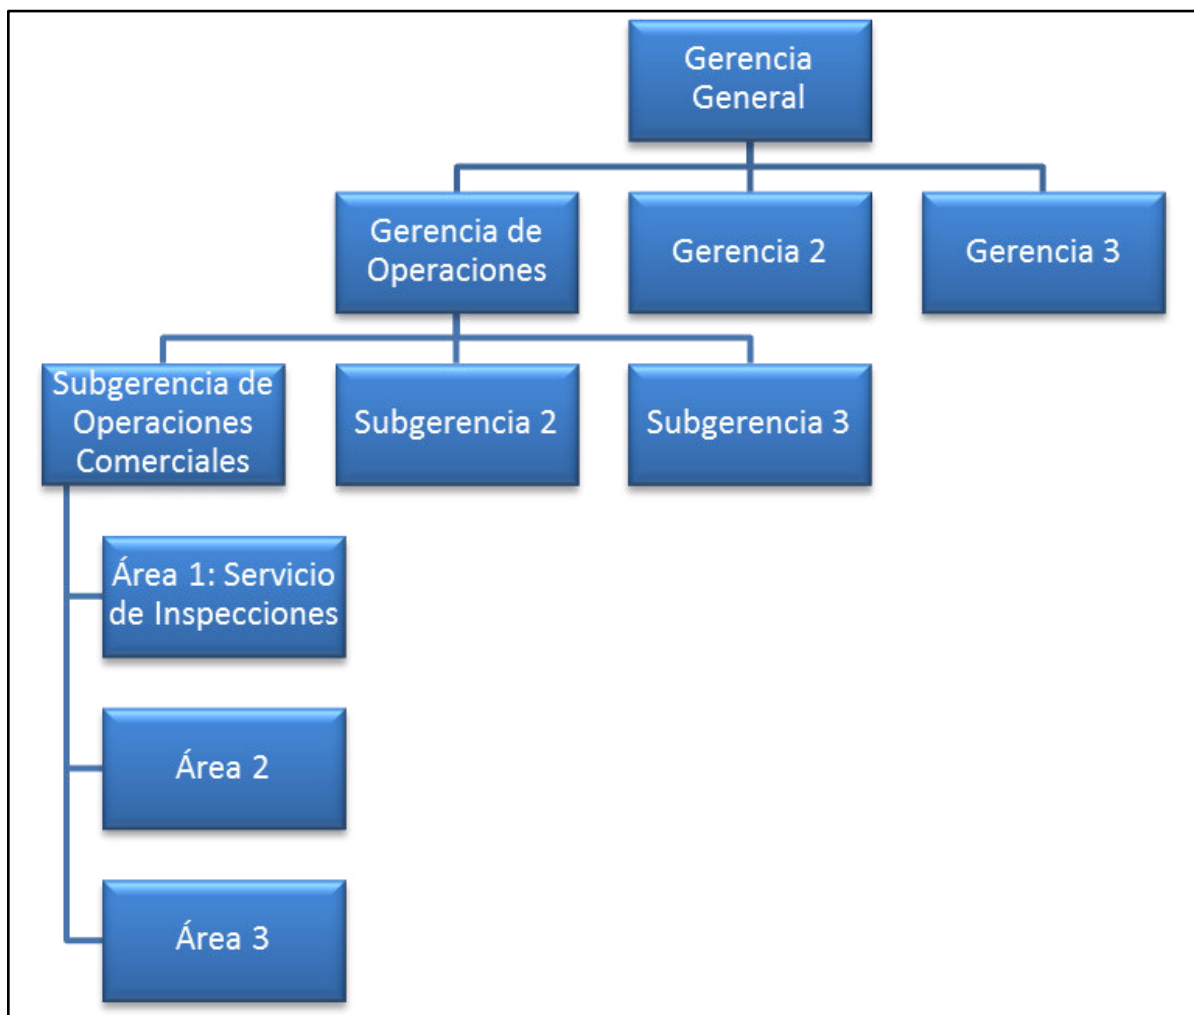 Gerencia
General
Gerencia de
Operaciones
Gerencia 2
Gerencia 3
Subgerencia de
Operaciones
Comerciales
Subgerencia 2
Subgerencia 3
Área 1: Servicio
de Inspecciones
Área 2
Área 3